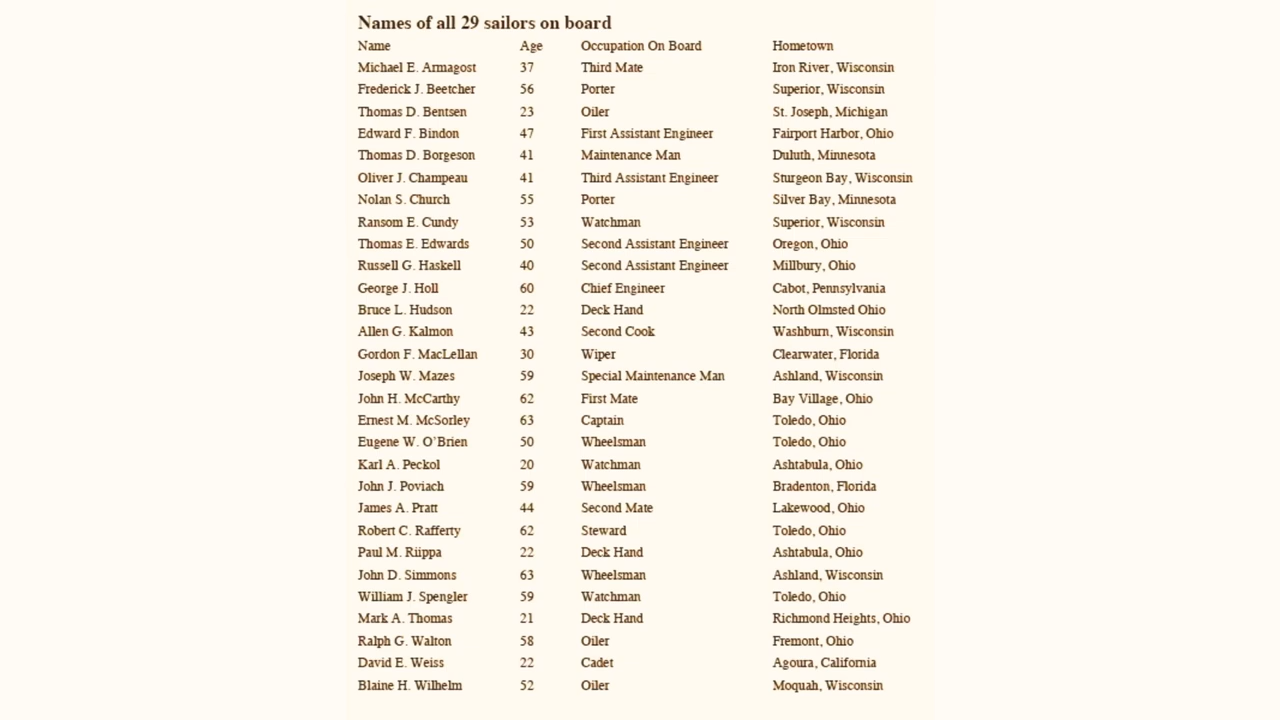 Names of all 29 sailors on board
Name Age Occupation On Board Hometown
Michael E. Armagost 37 Third Mate Iron River, Wisconsin
Frederick J. Beetcher 56 Porter Superior, Wisconsin
Thomas D. Bentsen 23 Oiler St. Joseph, Michigan
Edward F. Bindon 47 First Assistant Engineer Fairport Harbor, Ohio
Thomas D. Borgeson 41 Maintenance Man Duluth, Minnesota
Oliver J. Champeau 41 Third Assistant Engineer Sturgeon Bay, Wisconsin
Nolan S. Church 55 Porter Silver Bay, Minnesota
Ransom E. Cundy 53 Watchman Superior, Wisconsin
Thomas E. Edwards 50 Second Assistant Engineer Oregon, Ohio
Russell G. Haskell 40 Second Assistant Engineer Millbury, Ohio
George J. Holl 60 Chief Engineer Cabot, Pennsylvania
Bruce L. Hudson 22 Deck Hand North Olmsted Ohio
Allen G. Kalmon 43 Second Cook Washburn, Wisconsin
Gordon F. MacLellan 30 Wiper Clearwater, Florida
Joseph W. Mazes 59 Special Maintenance Man Ashland, Wisconsin
John H. McCarthy 62 First Mate Bay Village, Ohio
Ernest M. McSorley 63 Captain Toledo, Ohio
Eugene W. O'Brien 50 Wheelsman Toledo, Ohio
Karl A. Peckol 20 Watchman Ashtabula, Ohio
John J. Poviach 59 Wheelsman Bradenton, Florida
James A. Pratt 44 Second Mate Lakewood, Ohio
Robert C. Rafferty 62 Steward Toledo, Ohio
Paul M. Riippa 22 Deck Hand Ashtabula, Ohio
John D. Simmons 63 Wheelsman Ashland, Wisconsin
William J. Spengler 59 Watchman Toledo, Ohio
Mark A. Thomas 21 Deck Hand Richmond Heights, Ohio
Ralph G. Walton 58 Oiler Fremont, Ohio
David E. Weiss 22 Cadet Agoura, California
Blaine H. Wilhelm 52 Oiler Moquah, Wisconsin